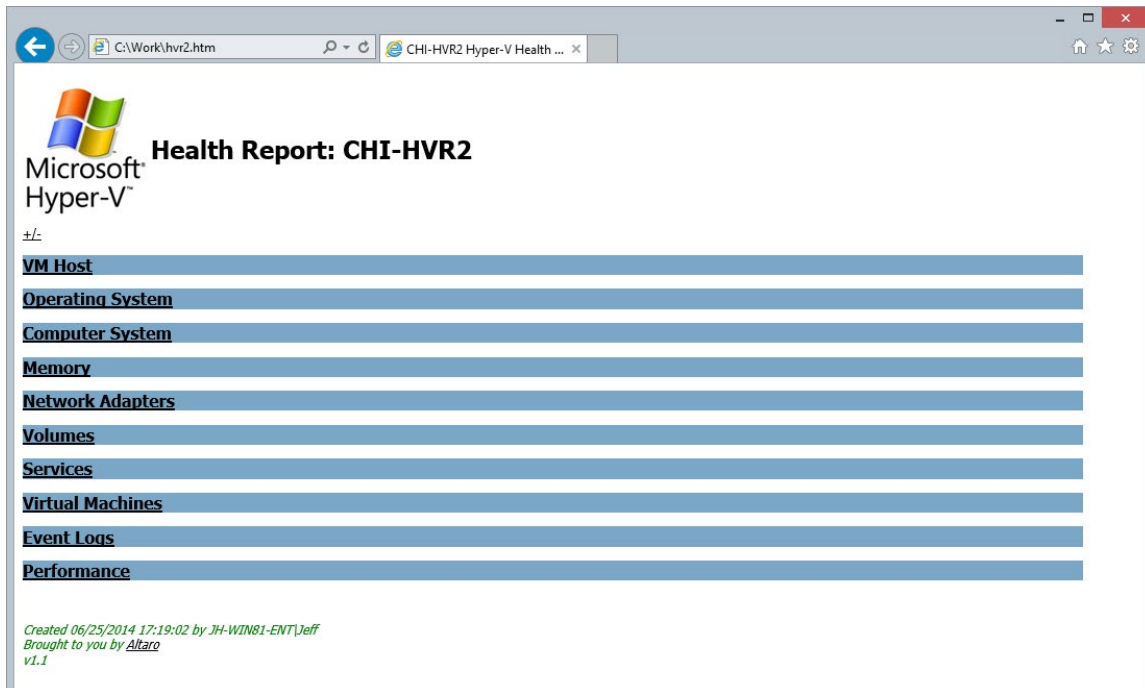 C:\Work\hvr2.htm
CHI-HVR2 Hyper-V Health ...
Microsoft
Hyper-V™
Health Report: CHI-HVR2
+/-
VM Host
Operating System
Computer System
Memory
Network Adapters
Volumes
Services
Virtual Machines
Event Logs
Performance
Created 06/25/2014 17:19:02 by JH-WIN81-ENT\Jeff
Brought to you by Altaro
v1.1